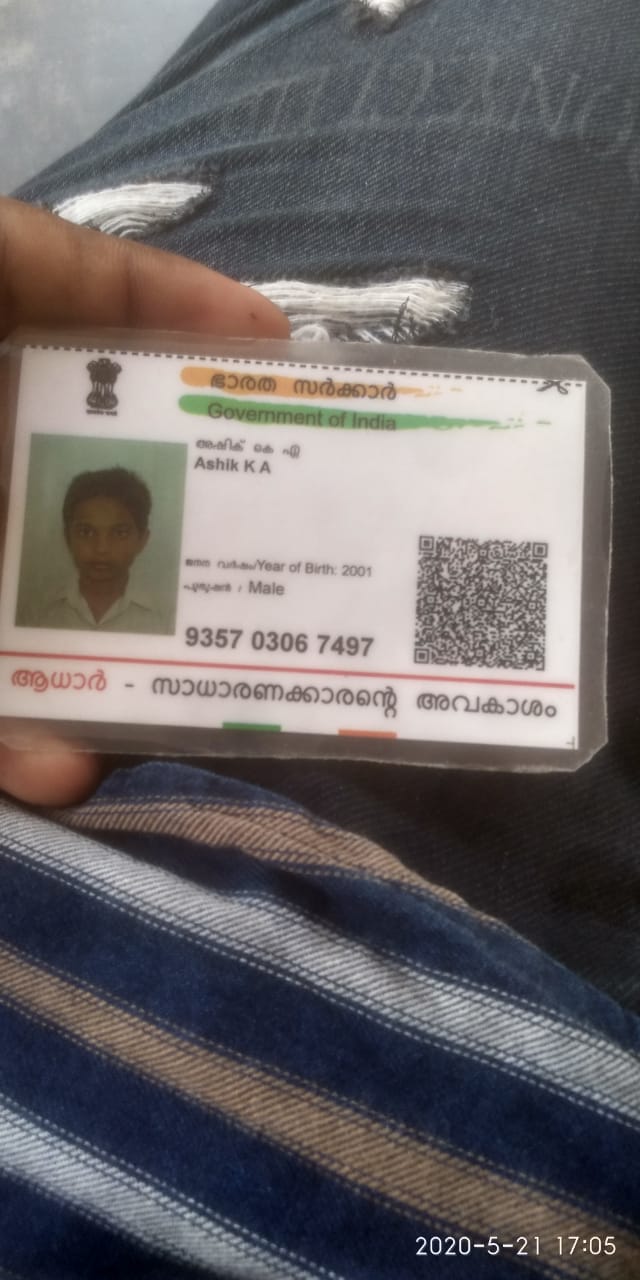 ഭാരത സർക്കാർ
Government of India
അഷിക് കെ എ
Ashik K A
ജനന വർഷം/Year of Birth: 2001
പുരുഷൻ / Male
9357 0306 7497
ആധാർ - സാധാരണക്കാരന്റെ അവകാശം
2020-5-21 17:05